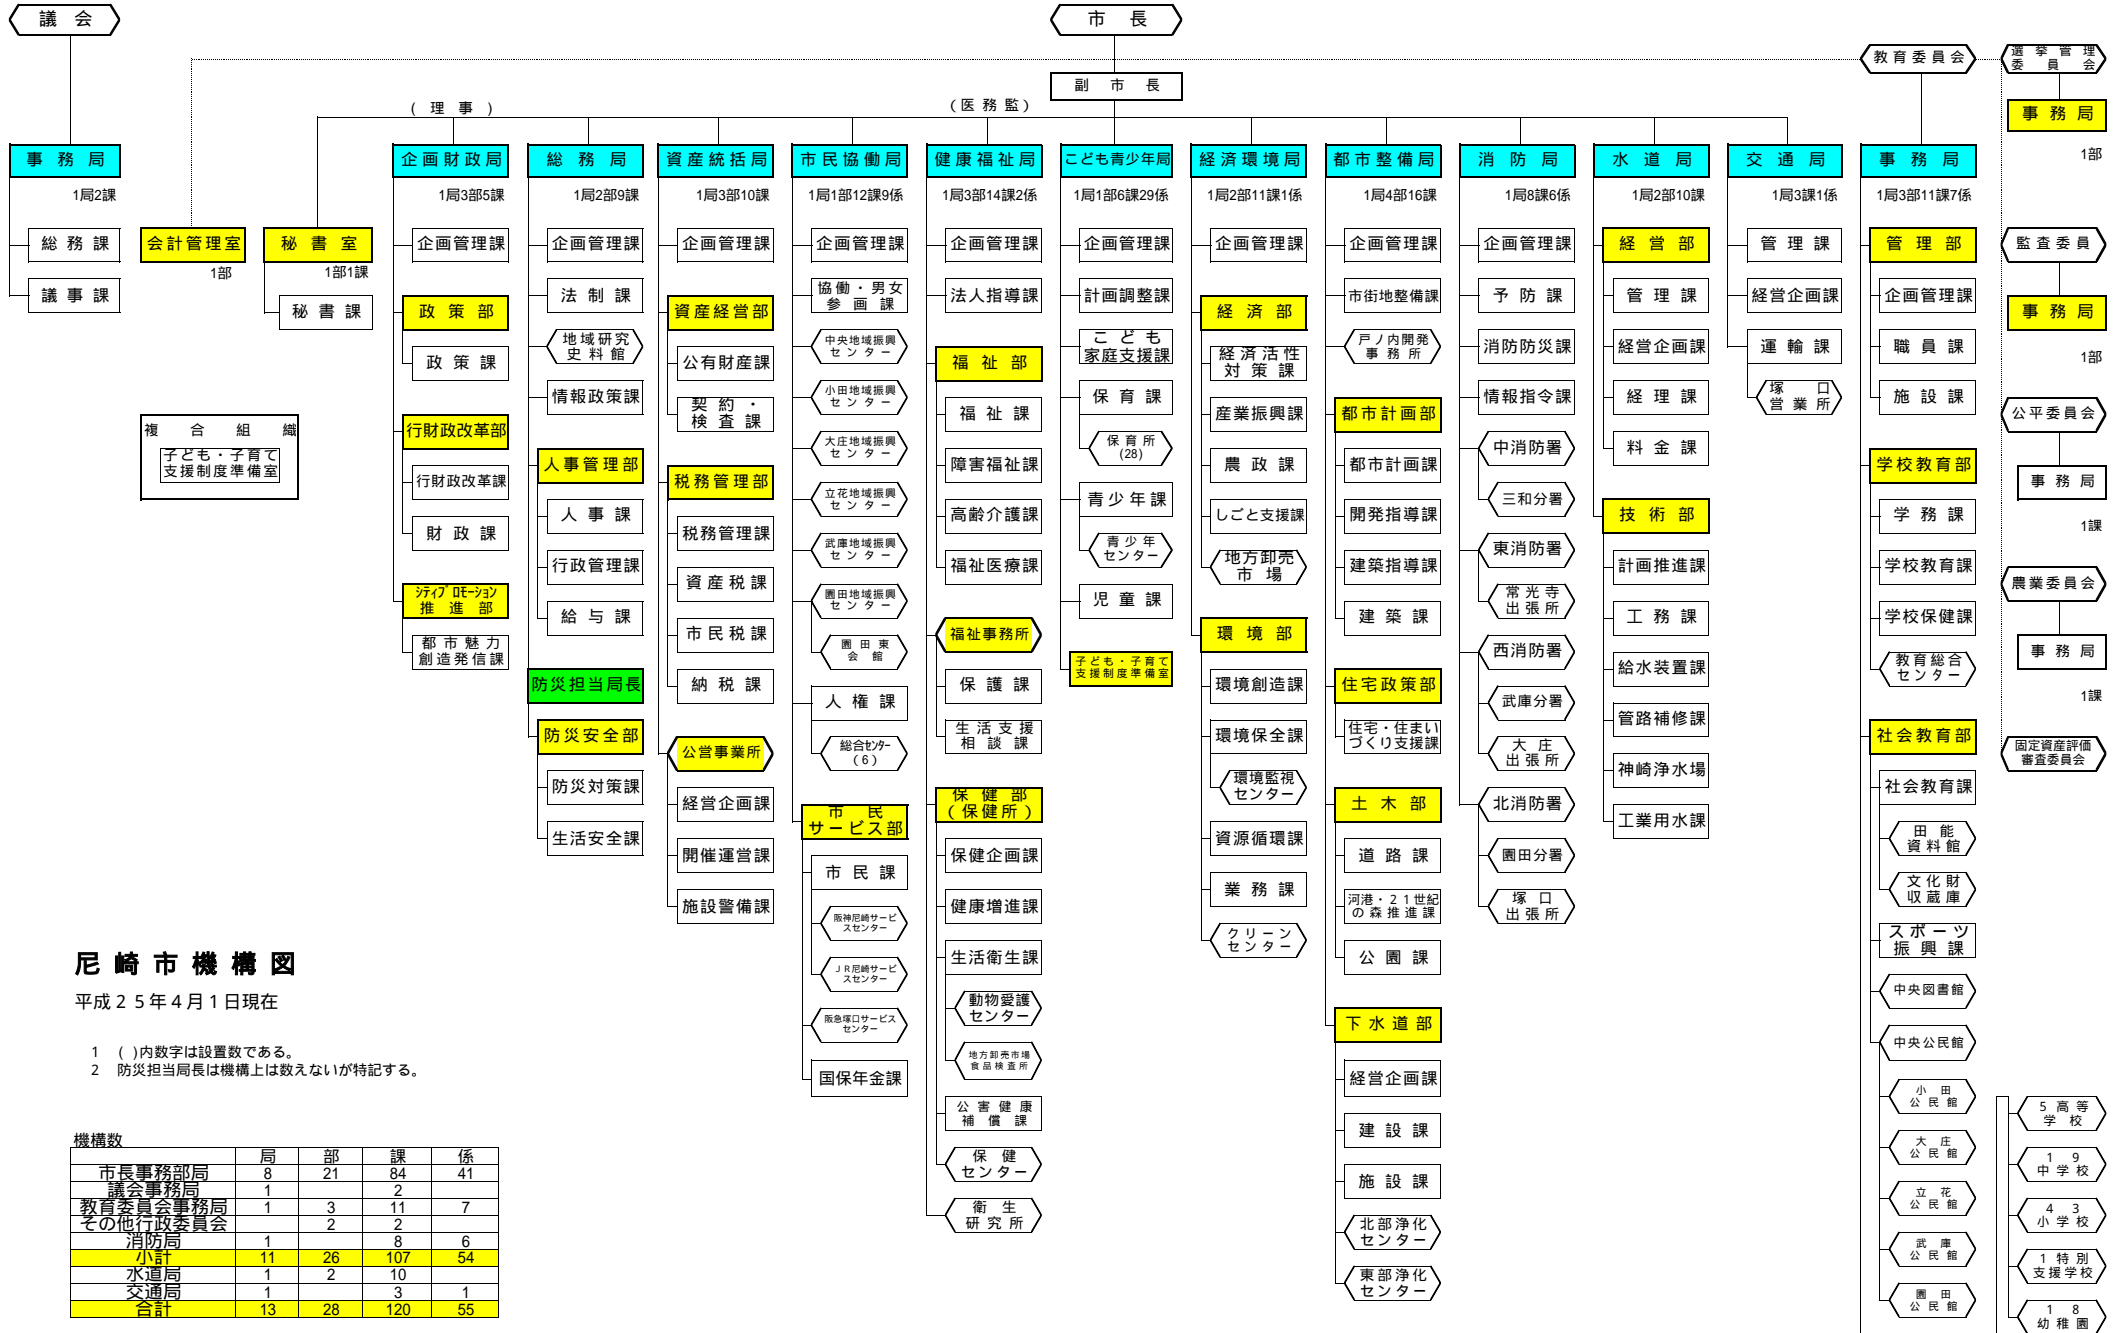 議会
市長
教育委員会
選挙管理
委員会
副市長
(理事)
(医務監)
事務局
事務局
企画財政局
総務局
資産統括局
市民協働局
健康福祉局
こども青少年局
経済環境局
都市整備局
消防局
水道局
交通局
事務局
1部
1局2課
1局3部5課
1局2部9課
1局3部10課
1局1部12課9係
1局3部14課2係
1局1部6課29係
1局2部11課1係
1局4部16課
1局8課6係
1局2部10課
1局3課1係
1局3部11課7係
総務課
議事課
会計管理室
1部
秘書室
1部1課
秘書課
複合組織
子ども・子育て
支援制度準備室
企画管理課
政策部
政策課
行財政改革部
行財政改革課
財政課
シティプロモーション
推進部
都市魅力
創造発信課
企画管理課
法制課
地域研究
史料館
情報政策課
人事管理部
人事課
行政管理課
給与課
防災担当局長
防災安全部
防災対策課
生活安全課
企画管理課
資産経営部
公有財産課
契約・
検査課
税務管理部
税務管理課
資産税課
市民税課
納税課
公営事業所
経営企画課
開催運営課
施設警備課
企画管理課
協働・男女
参画課
中央地域振興
センター
小田地域振興
センター
大庄地域振興
センター
立花地域振興
センター
武庫地域振興
センター
園田地域振興
センター
園田東
会館
人権課
総合センター
(6)
市民
サービス部
市民課
阪神尼崎サービ
スセンター
JR尼崎サービ
スセンター
阪急塚口サービス
センター
国保年金課
企画管理課
法人指導課
福祉部
福祉課
障害福祉課
高齢介護課
福祉医療課
福祉事務所
保護課
生活支援
相談課
保健部
(保健所)
保健企画課
健康増進課
生活衛生課
動物愛護
センター
地方卸売市場
食品検査所
公害健康
補償課
保健
センター
衛生
研究所
企画管理課
計画調整課
こども
家庭支援課
保育課
保育所
(28)
青少年課
青少年
センター
児童課
子ども・子育て
支援制度準備室
企画管理課
経済部
経済活性
対策課
産業振興課
農政課
しごと支援課
地方卸売
市場
環境部
環境創造課
環境保全課
環境監視
センター
資源循環課
業務課
クリーン
センター
企画管理課
市街地整備課
戸ノ内開発
事務所
都市計画部
都市計画課
開発指導課
建築指導課
建築課
住宅政策部
住宅・住まい
づくり支援課
土木部
道路課
河港・21世紀
の森推進課
公園課
下水道部
経営企画課
建設課
施設課
北部浄化
センター
東部浄化
センター
企画管理課
予防課
消防防災課
情報指令課
中消防署
三和分署
東消防署
常光寺
出張所
西消防署
武庫分署
大庄
出張所
北消防署
園田分署
塚口
出張所
経営部
管理課
経営企画課
経理課
料金課
技術部
計画推進課
工務課
給水装置課
管路補修課
神崎浄水場
工業用水課
管理課
経営企画課
運輸課
塚口
営業所
管理部
企画管理課
職員課
施設課
学校教育部
学務課
学校教育課
学校保健課
教育総合
センター
社会教育部
社会教育課
田能
資料館
文化財
収蔵庫
スポーツ
振興課
中央図書館
中央公民館
小田
公民館
大庄
公民館
立花
公民館
武庫
公民館
園田
公民館
監査委員
事務局
1部
公平委員会
事務局
1課
農業委員会
事務局
1課
固定資産評価
審査委員会
5高等
学校
19
中学校
43
小学校
1特別
支援学校
18
幼稚園
尼崎市機構図
平成25年4月1日現在
1 ( )内数字は設置数である。
2 防災担当局長は機構上は数えないが特記する。
機構数
局 部 課 係
市長事務部局 8 21 84 41
議会事務局 1 2
教育委員会事務局 1 3 11 7
その他行政委員会 2 2
消防局 1 8 6
小計 11 26 107 54
水道局 1 2 10
交通局 1 3 1
合計 13 28 120 55